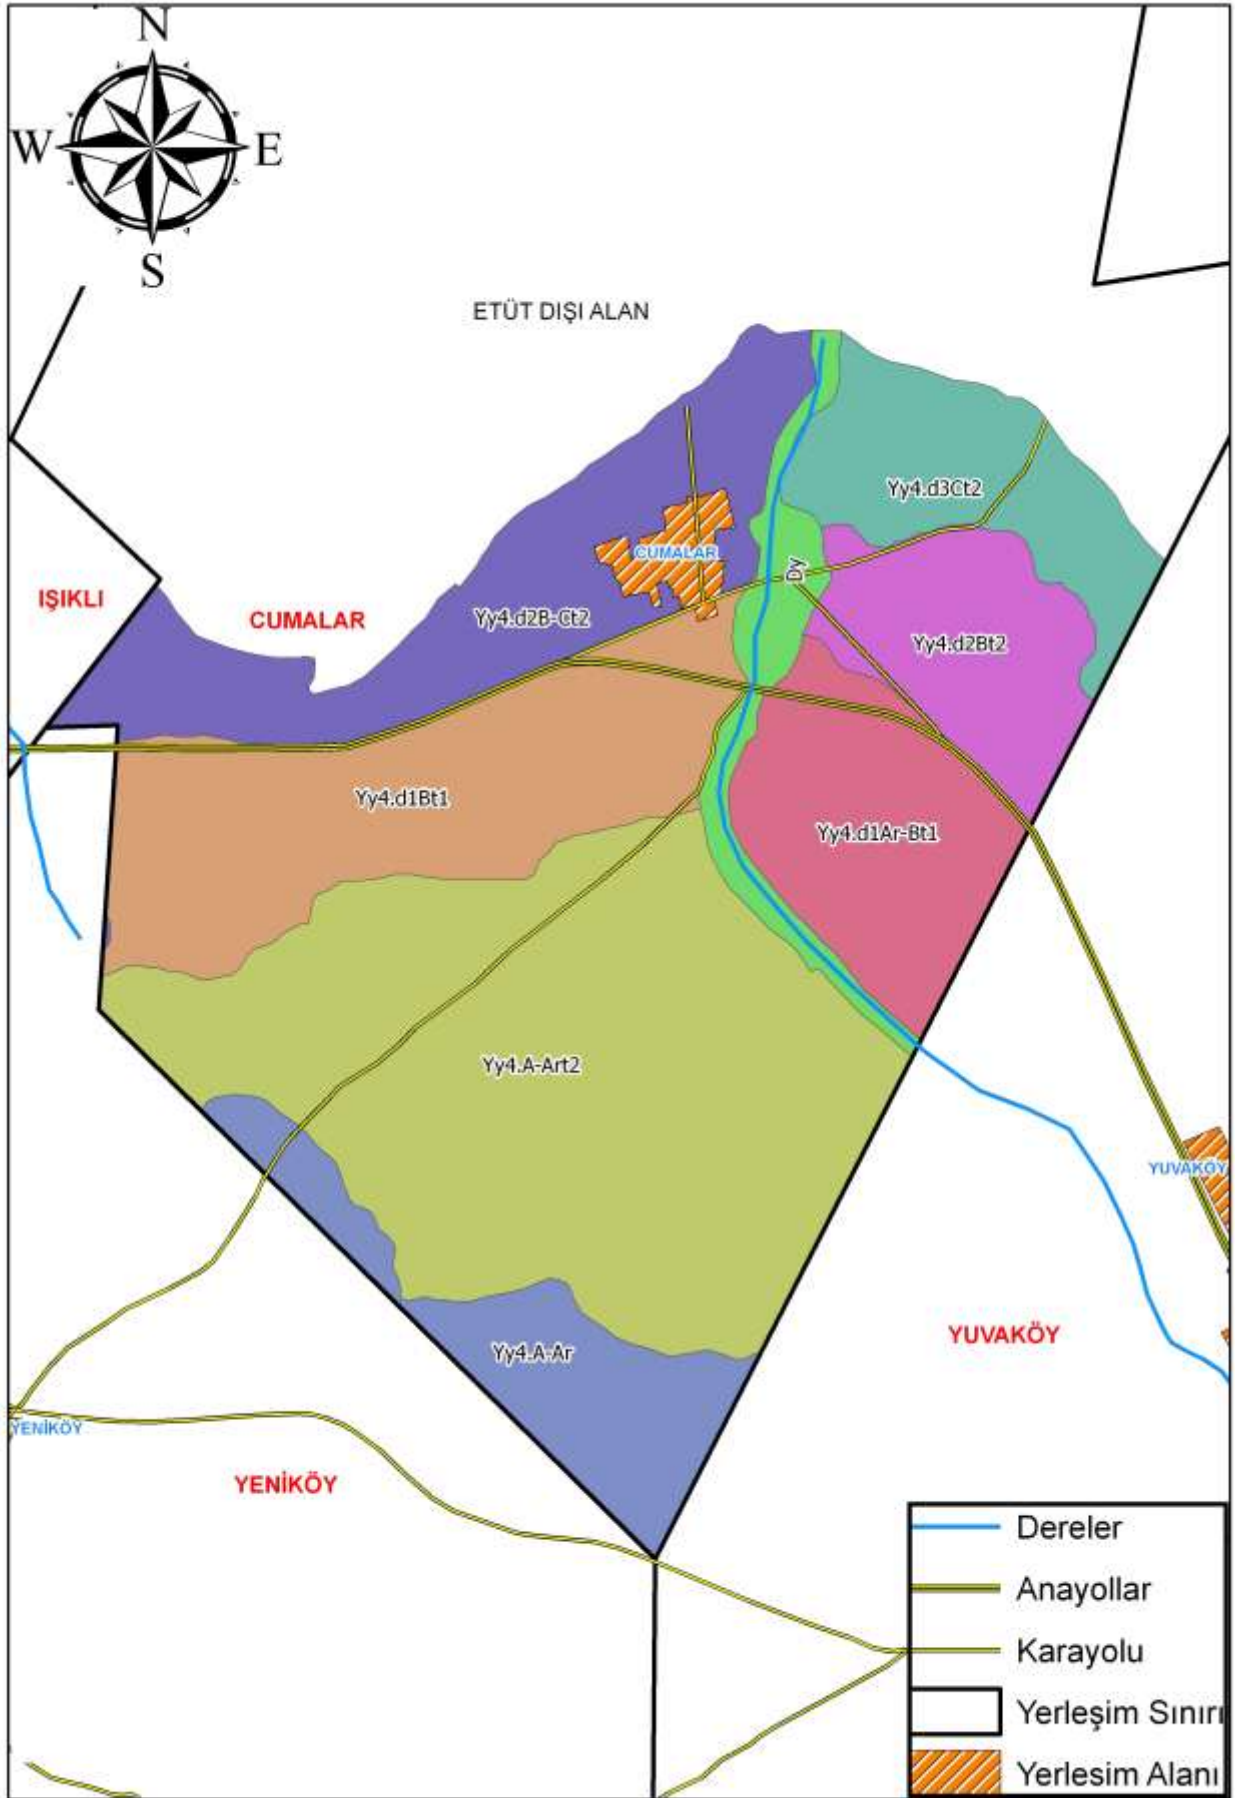 N
W
E
S
ETÜT DIŞI ALAN
Yy4.d3Ct2
CUMALAR
Dy
IŞIKLI
CUMALAR
Yy4.d2B-Ct2
Yy4.d2Bt2
Yy4.d1Bt1
Yy4.d1Ar-Bt1
Yy4.A-Art2
YUVAKÖY
YUVAKÖY
Yy4.A-Ar
YENİKÖY
YENİKÖY
Dereler
Anayollar
Karayolu
Yerleşim Sınırı
Yerlesim Alanı